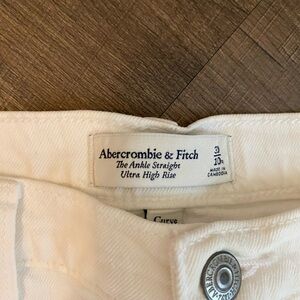 Abercrombie & Fitch
The Ankle Straight
Ultra High Rise
MADE IN
CAMBODIA
Curve